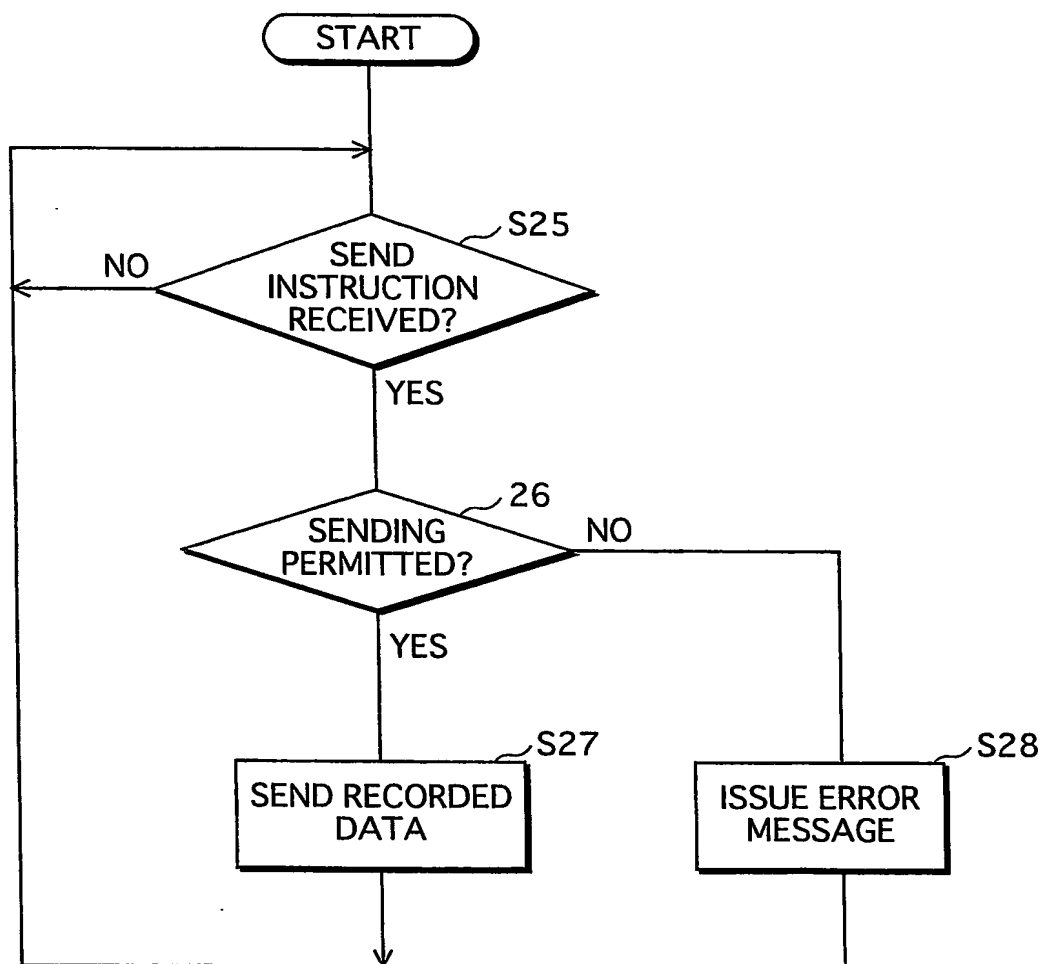 START
S25
SEND
INSTRUCTION
RECEIVED?
NO
YES
26
SENDING
PERMITTED?
NO
YES
S27
SEND RECORDED
DATA
S28
ISSUE ERROR
MESSAGE